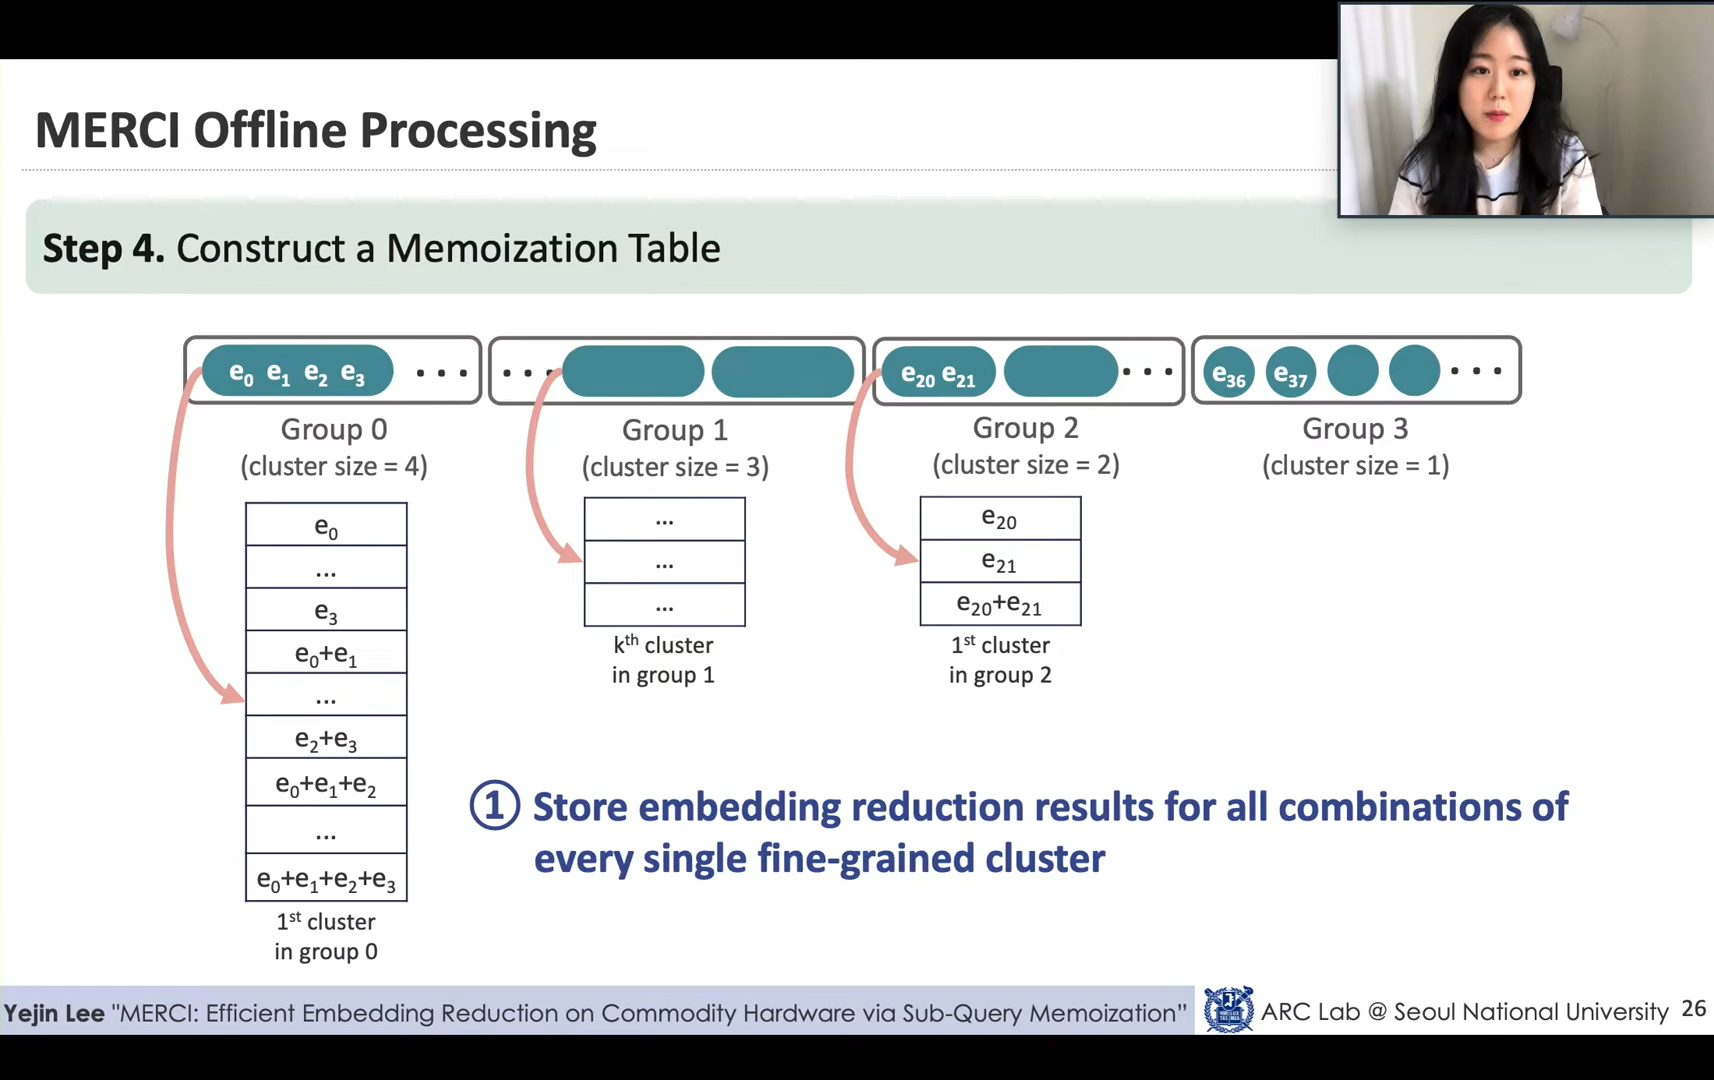 MERCI Offline Processing
Step 4. Construct a Memoization Table
e0 e1 e2 e3 ...
... 
e20 e21 ...
e36 e37 ...
Group 0
(cluster size = 4)
Group 1
(cluster size = 3)
Group 2
(cluster size = 2)
Group 3
(cluster size = 1)
e0
...
e3
e0+e1
...
e2+e3
e0+e1+e2
...
e0+e1+e2+e3
1st cluster
in group 0
...
...
...
kth cluster
in group 1
e20
e21
e20+e21
1st cluster
in group 2
① Store embedding reduction results for all combinations of
every single fine-grained cluster
Yejin Lee "MERCI: Efficient Embedding Reduction on Commodity Hardware via Sub-Query Memoization”
ARC Lab @ Seoul National University 26